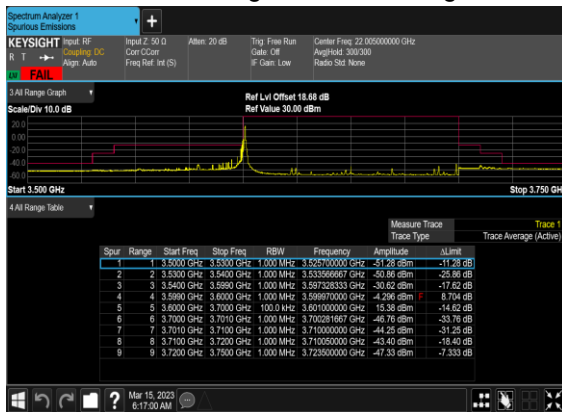 Spectrum Analyzer 1
Spurious Emissions
+
KEYSIGHT Input: RF Input Z: 50 Ω Atten: 20 dB Trig: Free Run Center Freq: 22.005000000 GHz
R T Coupling: DC Corr CCorr Gate: Off Avg|Hold: 300/300
Align: Auto Freq Ref: Int (S) IF Gain: Low Radio Std: None
FAIL
3 All Range Graph
Ref Lvl Offset 18.68 dB
Scale/Div 10.0 dB Ref Value 30.00 dBm
20.0
0.00
-20.0
-40.0
-60.0
Start 3.500 GHz Stop 3.750 GH
4 All Range Table
Measure Trace Trace 1
Trace Type Trace Average (Active)
Spur Range Start Freq Stop Freq RBW Frequency Amplitude ΔLimit
1 1 3.5000 GHz 3.5300 GHz 1.000 MHz 3.525700000 GHz -51.28 dBm -11.28 dB
2 2 3.5300 GHz 3.5400 GHz 1.000 MHz 3.533566667 GHz -50.86 dBm -25.86 dB
3 3 3.5400 GHz 3.5990 GHz 1.000 MHz 3.597328333 GHz -30.62 dBm -17.62 dB
4 4 3.5990 GHz 3.6000 GHz 1.000 MHz 3.599970000 GHz -4.296 dBm F 8.704 dB
5 5 3.6000 GHz 3.7000 GHz 100.0 kHz 3.601000000 GHz 15.38 dBm -14.62 dB
6 6 3.7000 GHz 3.7010 GHz 1.000 MHz 3.700281667 GHz -46.76 dBm -33.76 dB
7 7 3.7010 GHz 3.7100 GHz 1.000 MHz 3.710000000 GHz -44.25 dBm -31.25 dB
8 8 3.7100 GHz 3.7200 GHz 1.000 MHz 3.710050000 GHz -43.40 dBm -18.40 dB
9 9 3.7200 GHz 3.7500 GHz 1.000 MHz 3.723500000 GHz -47.33 dBm -7.333 dB
? Mar 15, 2023
6:17:00 AM